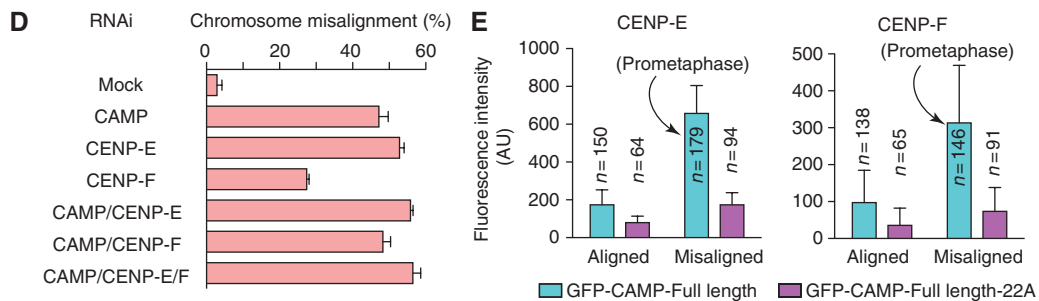 D
RNAi
Chromosome misalignment (%)
0
20
40
60
Mock
CAMP
CENP-E
CENP-F
CAMP/CENP-E
CAMP/CENP-F
CAMP/CENP-E/F
E
CENP-E
Fluorescence intensity
(AU)
1000
800
600
400
200
0
(Prometaphase)
n=150
n=64
n=179
n=94
Aligned
Misaligned
CENP-F
500
400
300
200
100
0
(Prometaphase)
n=138
n=65
n=146
n=91
Aligned
Misaligned
GFP-CAMP-Full length
GFP-CAMP-Full length-22A